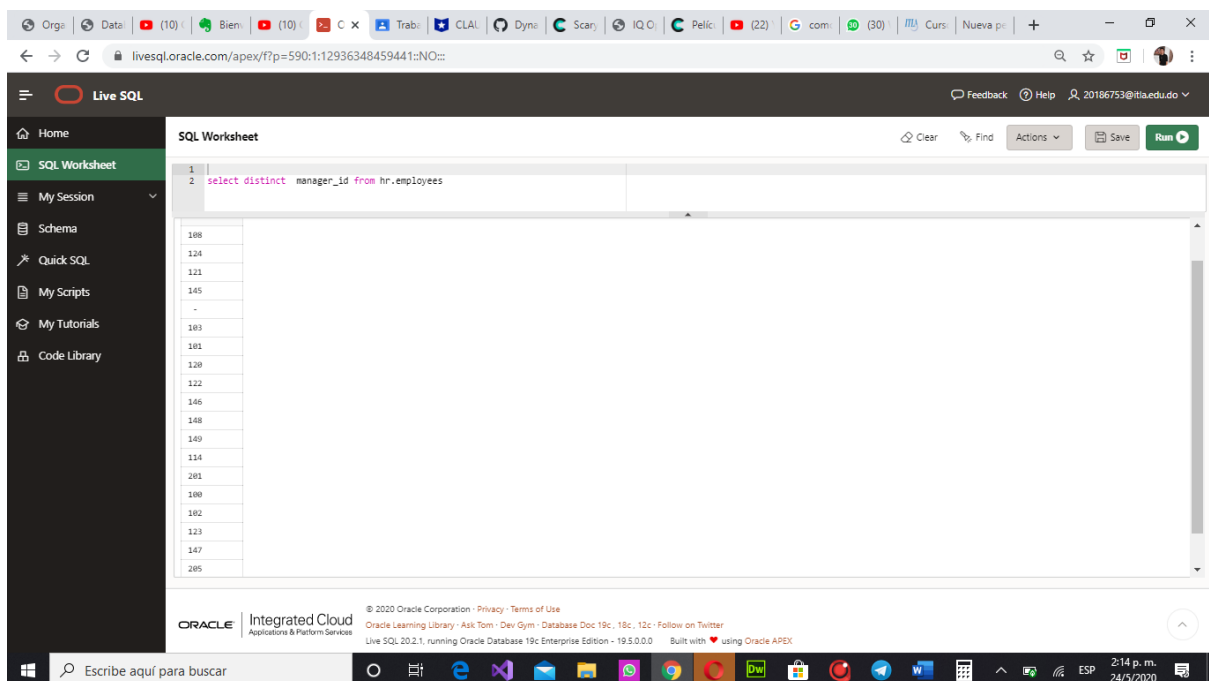 Orga
Data
(10)
Bien
(10)
C
Traba
CLAU
Dyna
Scary
IQ O
Pelíc
(22)
com
(30)
Curs
Nueva pe
livesql.oracle.com/apex/f?p=590:1:12936348459441::NO:::
Live SQL
Feedback
Help
20186753@itla.edu.do
Home
SQL Worksheet
My Session
Schema
Quick SQL
My Scripts
My Tutorials
Code Library
SQL Worksheet
Clear
Find
Actions
Save
Run
1
2 select distinct manager_id from hr.employees
108
124
121
145
-
103
101
120
122
146
148
149
114
201
100
102
123
147
205
ORACLE
Integrated Cloud
Applications & Platform Services
© 2020 Oracle Corporation · Privacy · Terms of Use
Oracle Learning Library · Ask Tom · Dev Gym · Database Doc 19c, 18c, 12c · Follow on Twitter
Live SQL 20.2.1, running Oracle Database 19c Enterprise Edition - 19.5.0.0.0 Built with ❤ using Oracle APEX
Escribe aquí para buscar
Dw
ESP
2:14 p. m.
24/5/2020